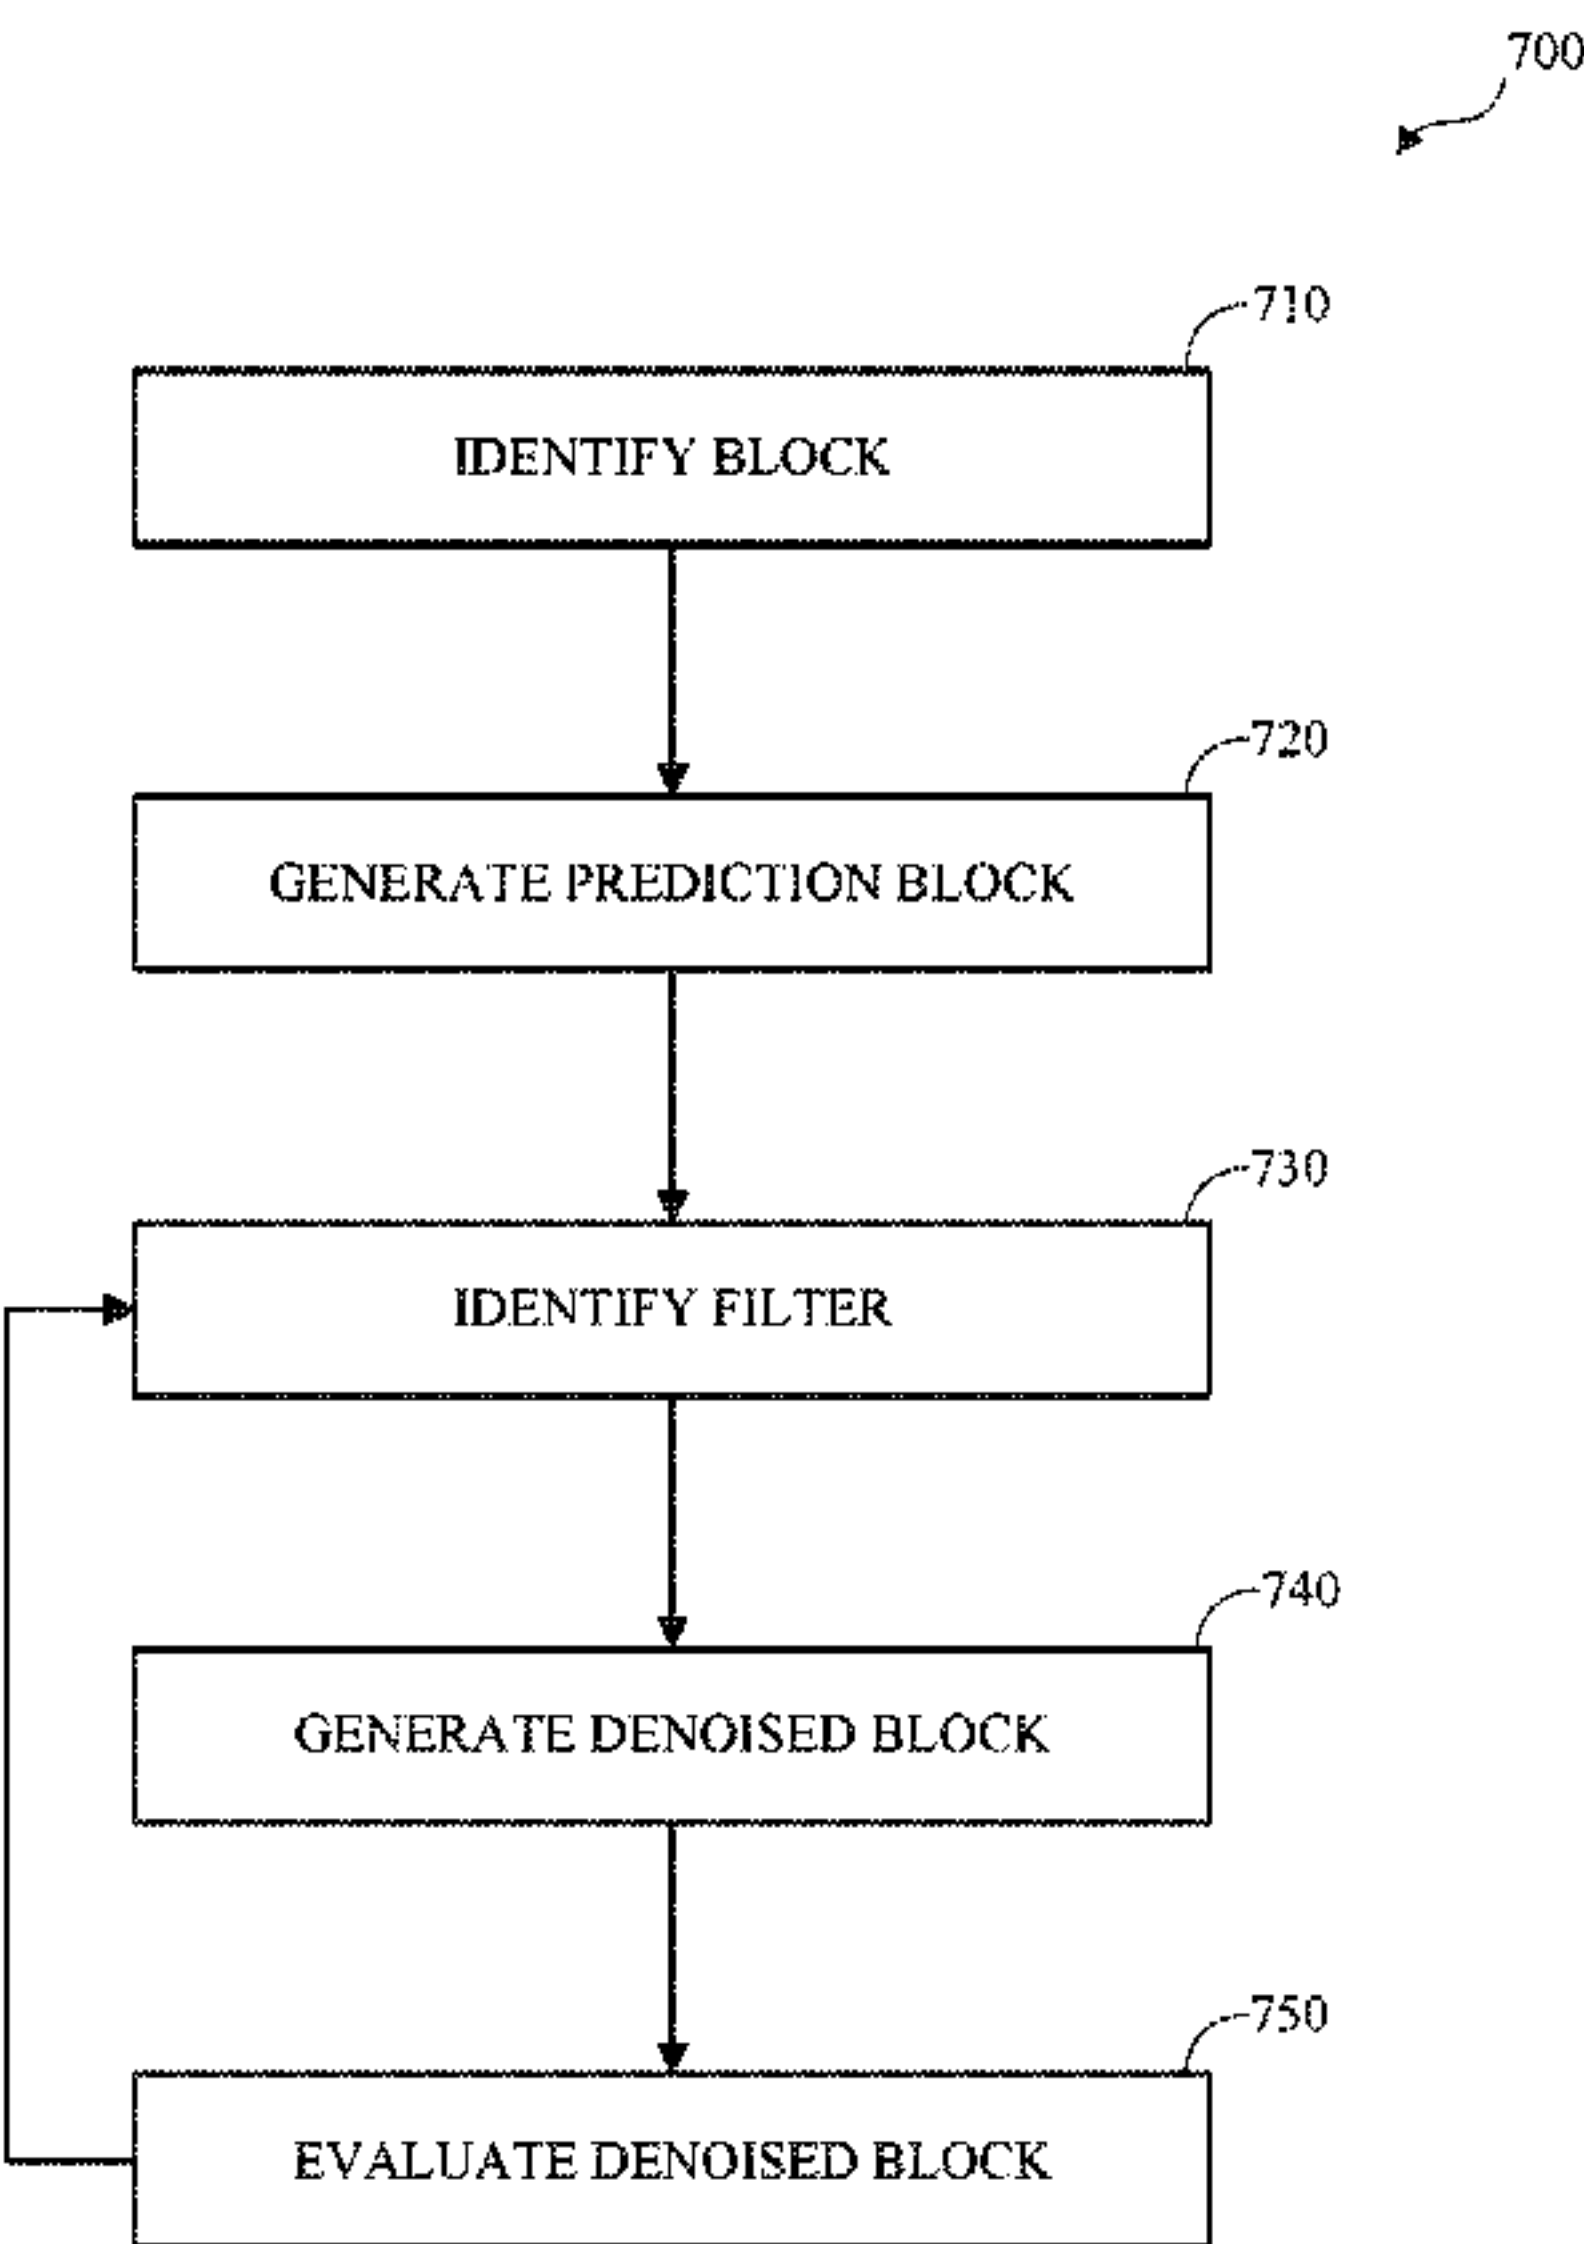 700
710
IDENTIFY BLOCK
720
GENERATE PREDICTION BLOCK
730
IDENTIFY FILTER
740
GENERATE DENOISED BLOCK
750
EVALUATE DENOISED BLOCK